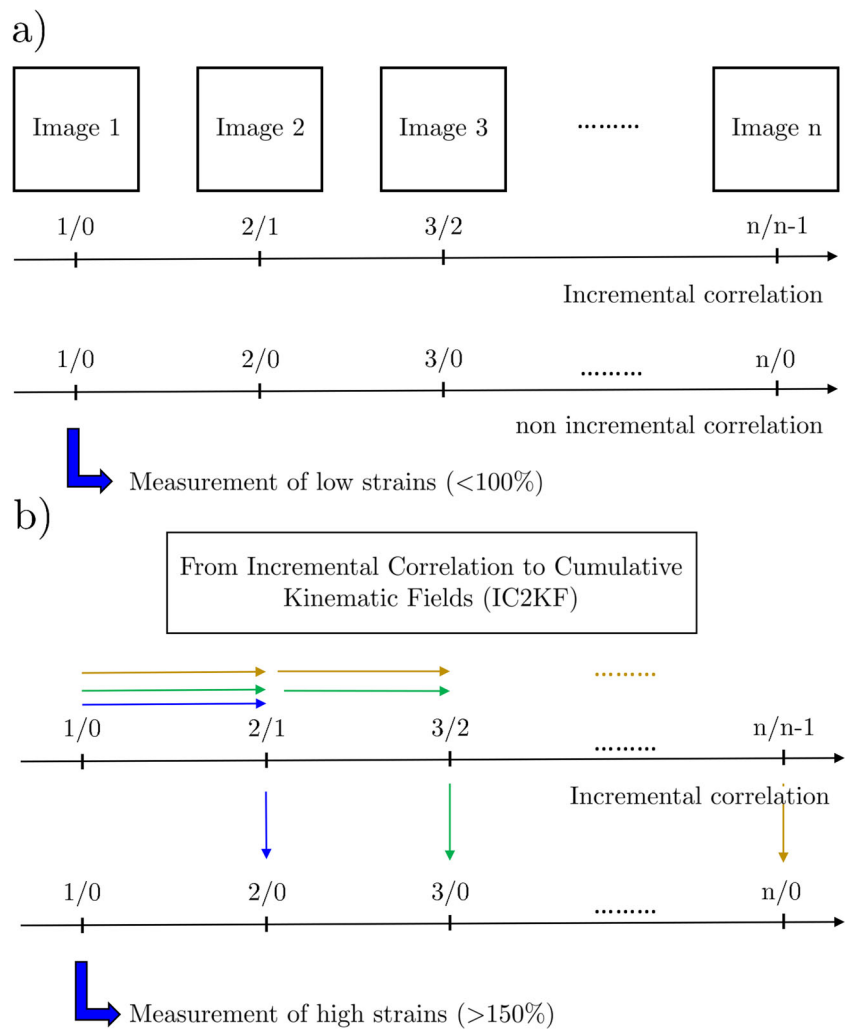 a)
Image 1 Image 2 Image 3 ......... Image n
1/0 2/1 3/2 n/n-1
Incremental correlation
1/0 2/0 3/0 ......... n/0
non incremental correlation
Measurement of low strains (<100%)
b)
From Incremental Correlation to Cumulative
Kinematic Fields (IC2KF)
.........
1/0 2/1 3/2 ......... n/n-1
Incremental correlation
1/0 2/0 3/0 ......... n/0
Measurement of high strains (>150%)